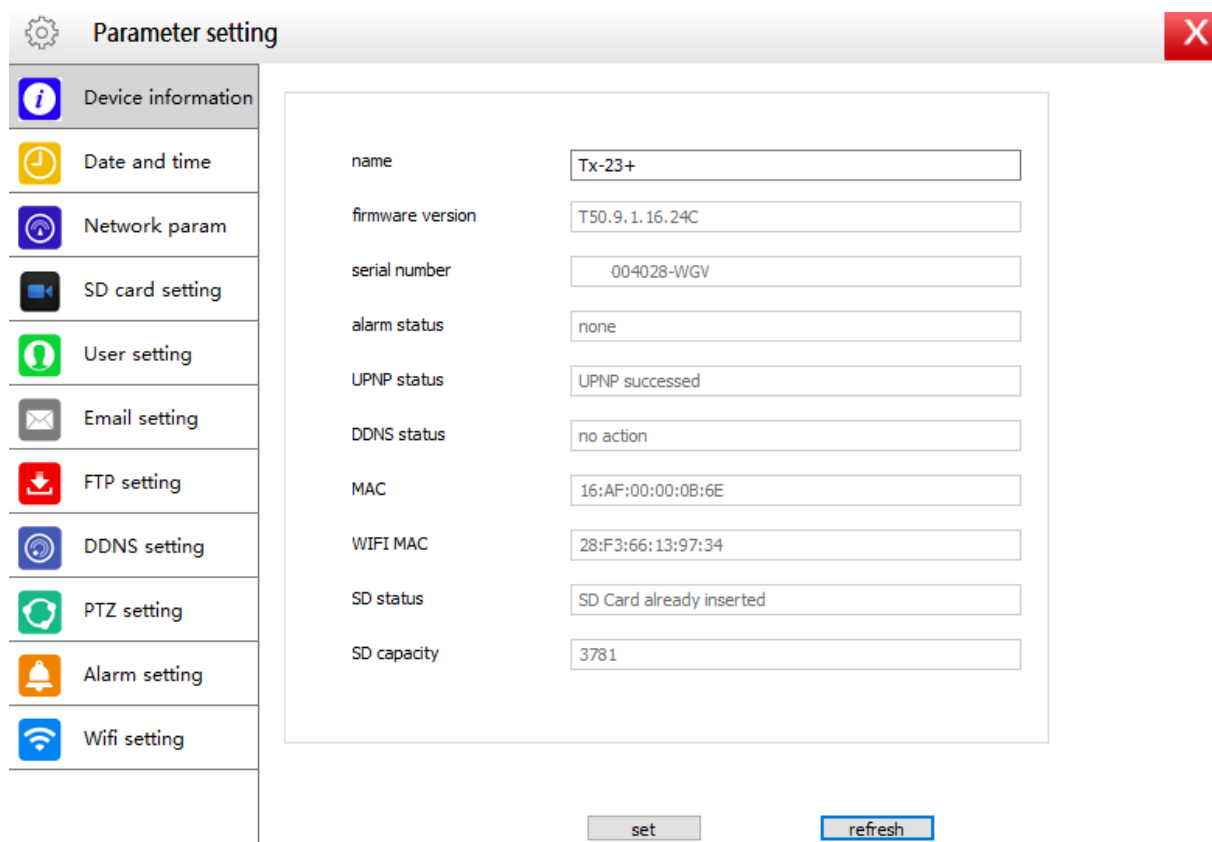 Parameter setting
X
Device information
Date and time
Network param
SD card setting
User setting
Email setting
FTP setting
DDNS setting
PTZ setting
Alarm setting
Wifi setting
name Tx-23+
firmware version T50.9.1.16.24C
serial number 004028-WGV
alarm status none
UPNP status UPNP successed
DDNS status no action
MAC 16:AF:00:00:0B:6E
WIFI MAC 28:F3:66:13:97:34
SD status SD Card already inserted
SD capacity 3781
set refresh